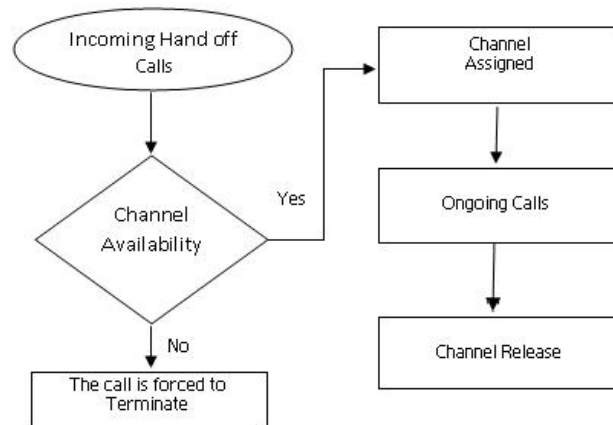 Incoming Hand off
Calls
Channel
Availability
Yes
No
The call is forced to
Terminate
Channel
Assigned
Ongoing Calls
Channel Release